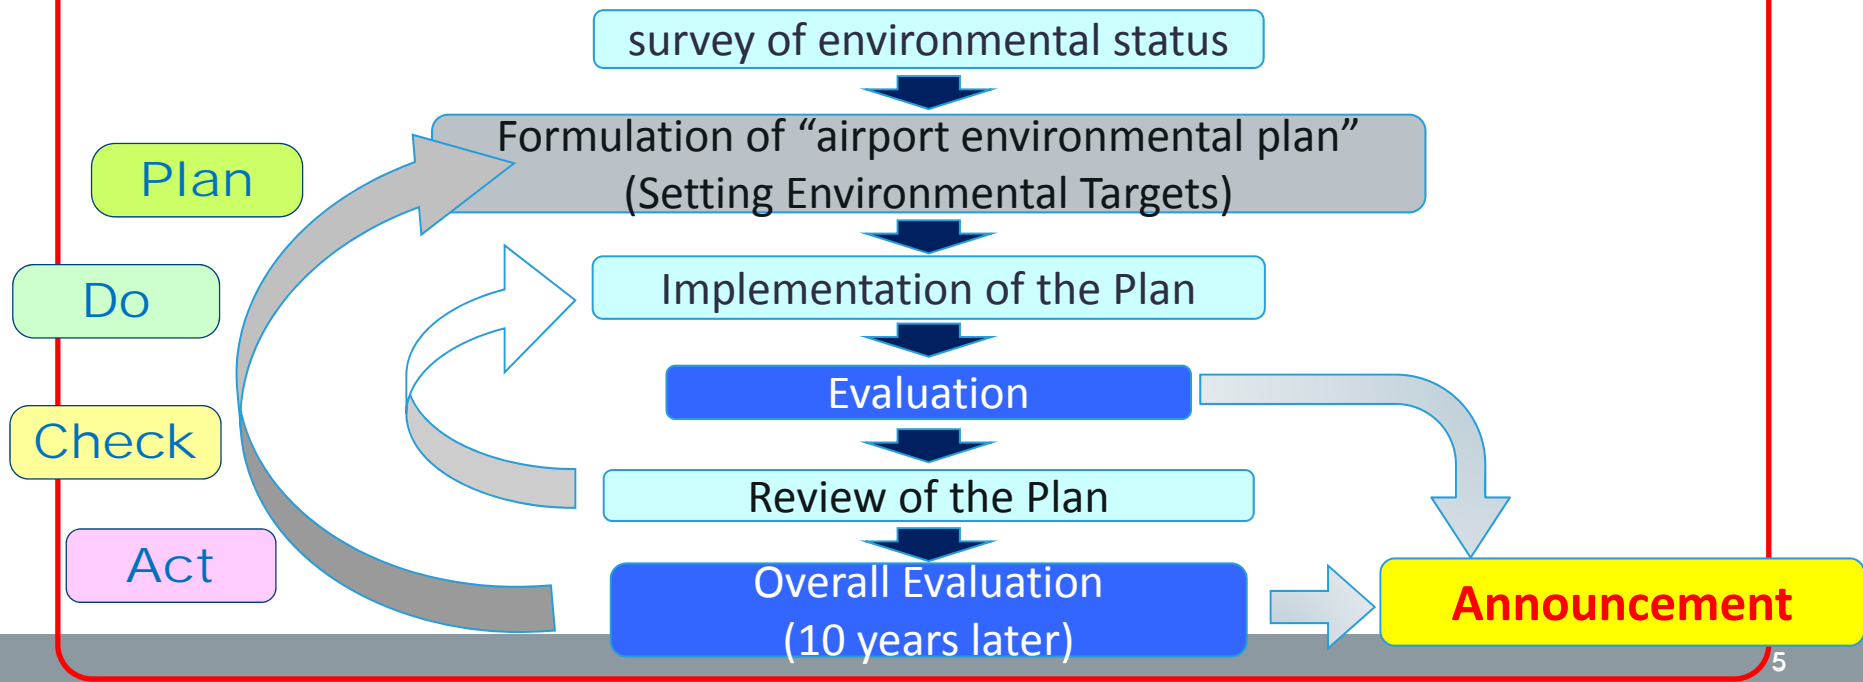 survey of environmental status
Formulation of “airport environmental plan”
(Setting Environmental Targets)
Plan
Implementation of the Plan
Do
Evaluation
Check
Review of the Plan
Act
Overall Evaluation
(10 years later)
Announcement
5